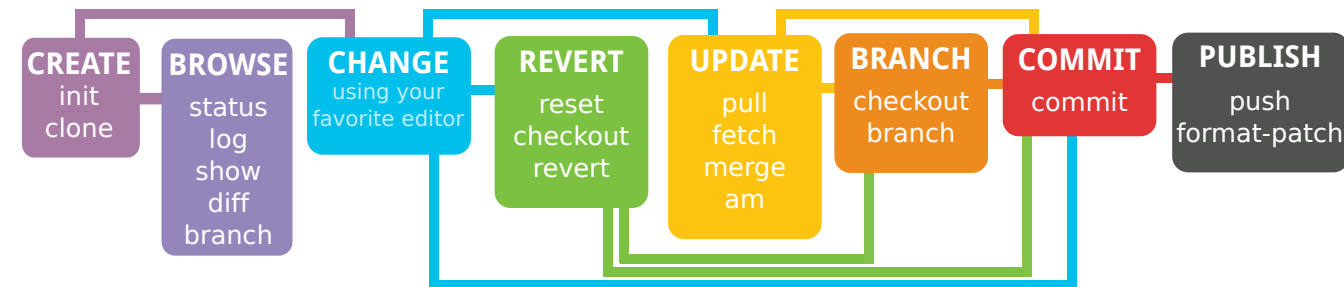 CREATE
init
clone
BROWSE
status
log
show
diff
branch
CHANGE
using your
favorite editor
REVERT
reset
checkout
revert
UPDATE
pull
fetch
merge
am
BRANCH
checkout
branch
COMMIT
commit
PUBLISH
push
format-patch